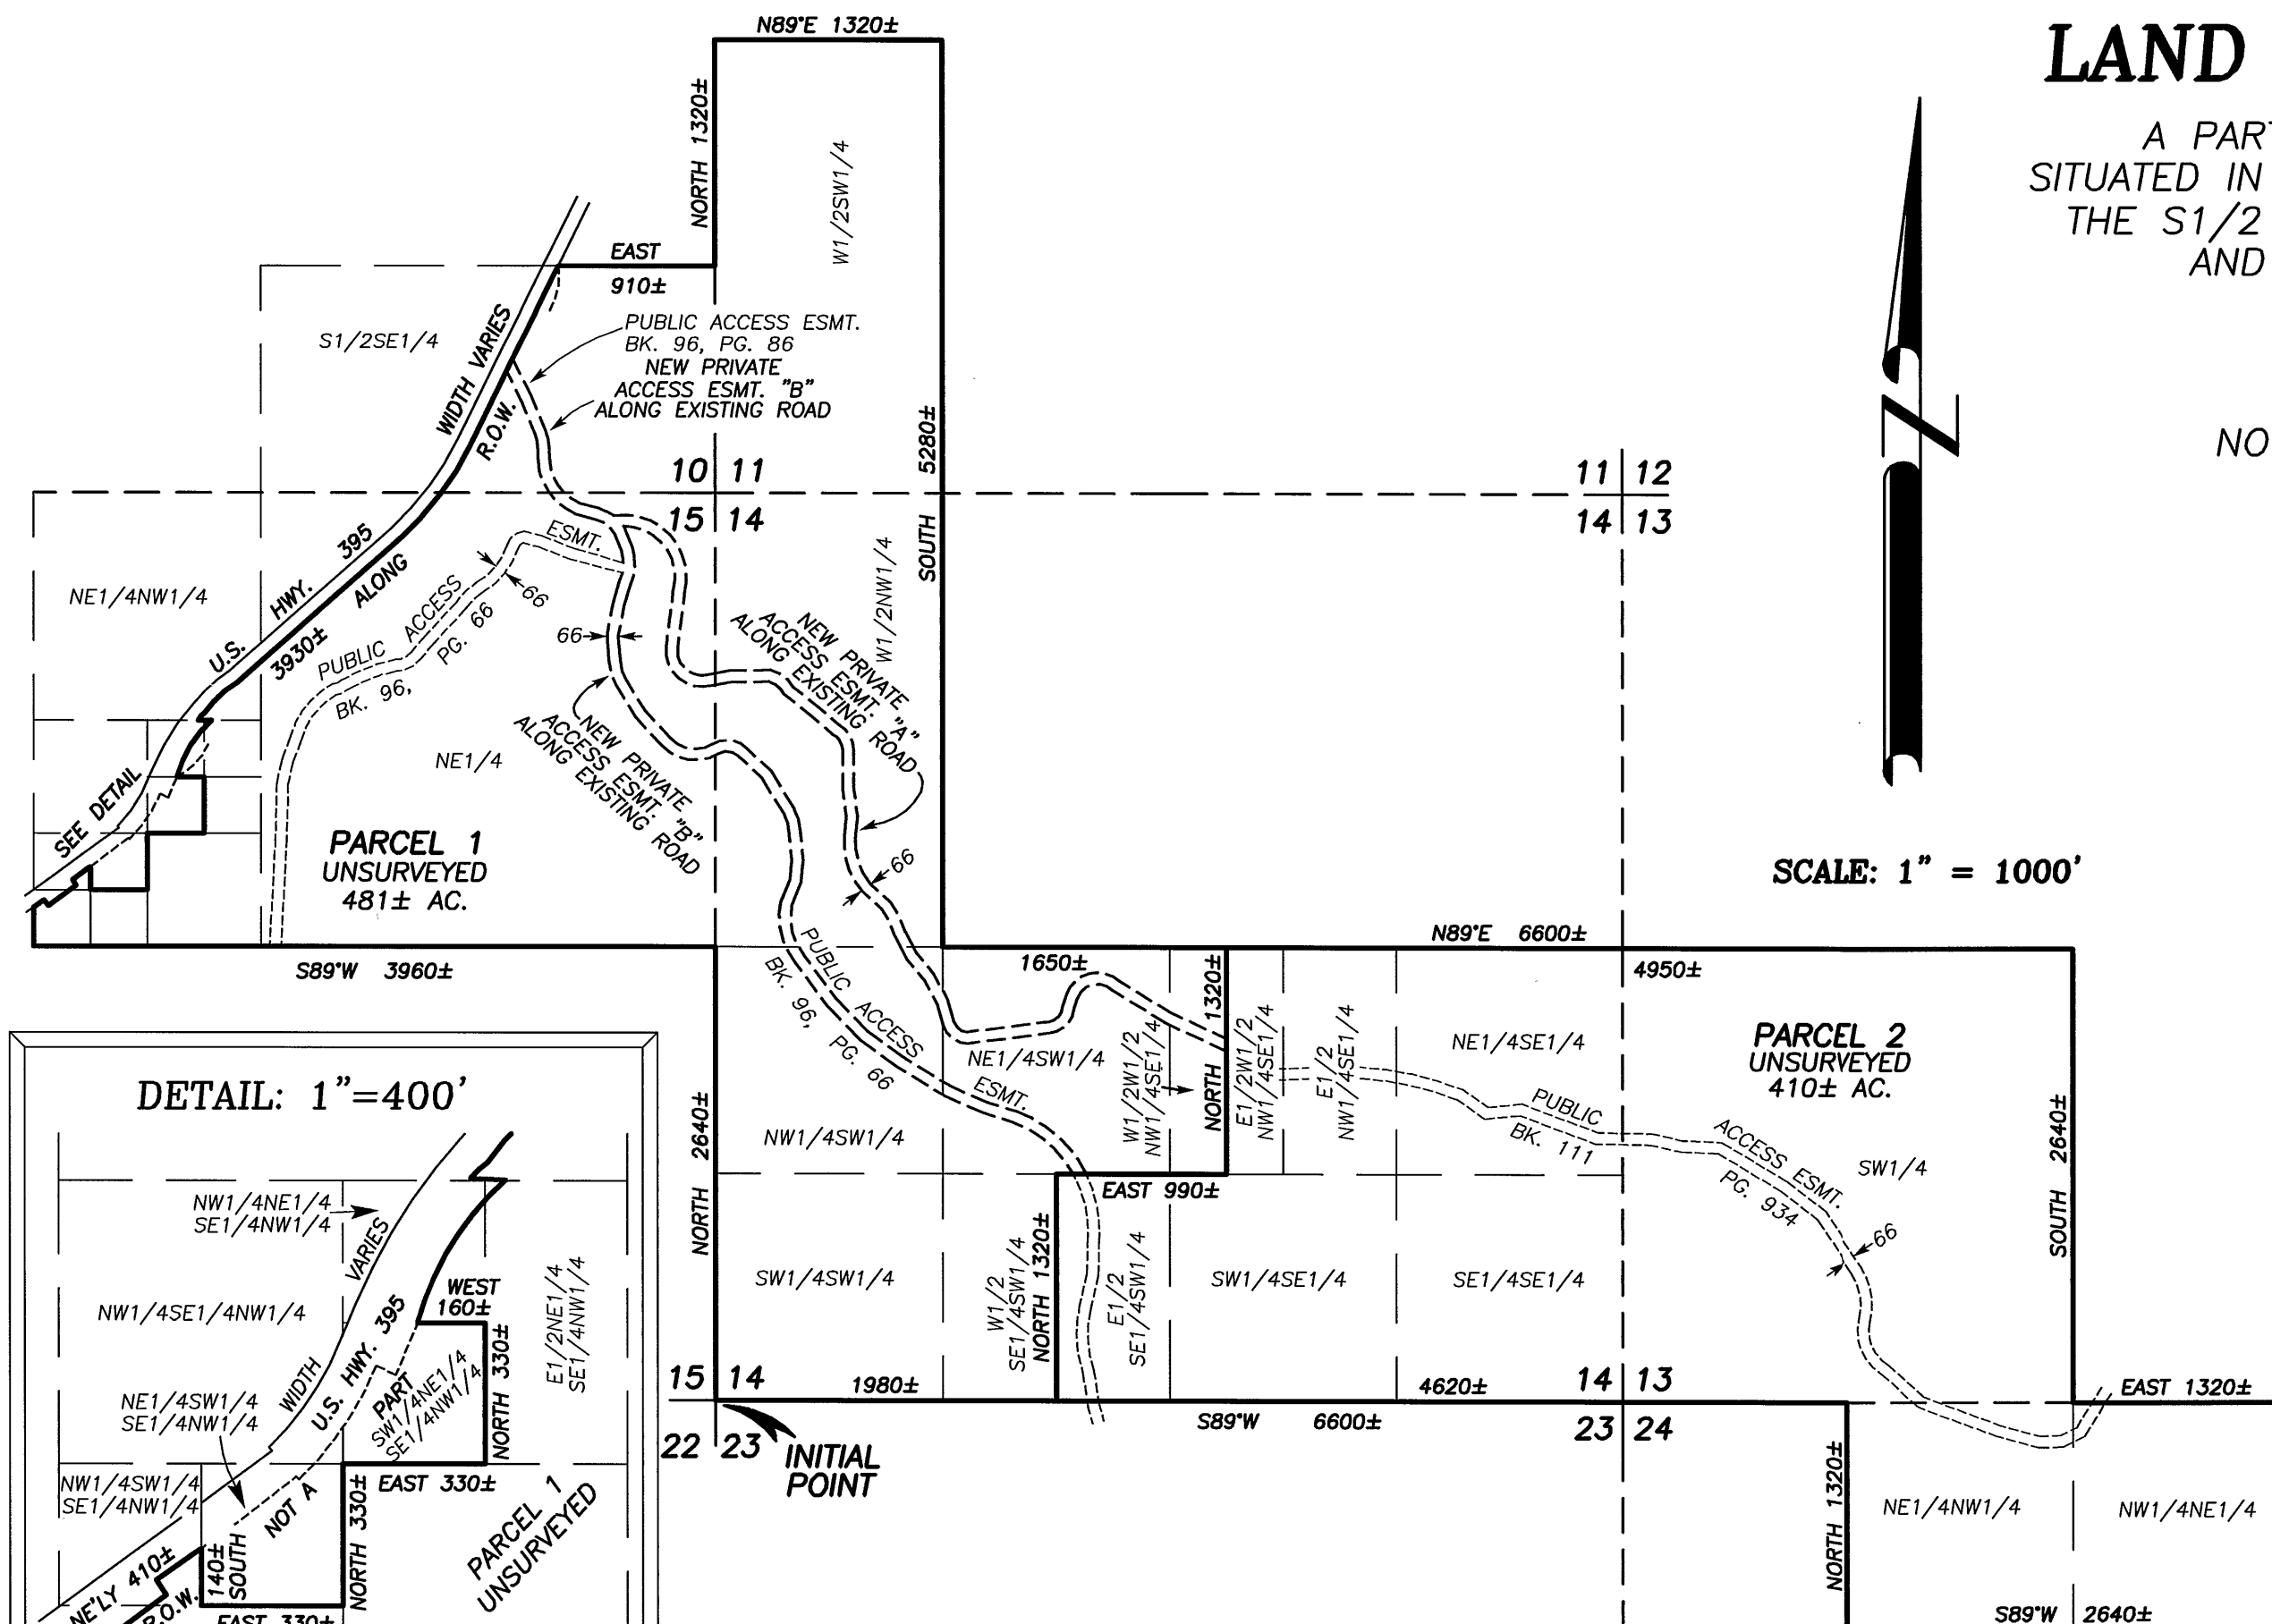 LAND
A PART
SITUATED IN
THE S1/2
AND
NO
N89°E 1320±
NORTH 1320±
W1/2SW1/4
EAST
910±
S1/2SE1/4
WIDTH VARIES
R.O.W.
PUBLIC ACCESS ESMT.
BK. 96, PG. 86
NEW PRIVATE
ACCESS ESMT. "B"
ALONG EXISTING ROAD
SOUTH 5280±
10 11
15 14
11 12
14 13
NE1/4NW1/4
U.S. HWY. 395
3930± ALONG
PUBLIC ACCESS ESMT.
BK. 96, PG. 66
66
66
W1/2NW1/4
NEW PRIVATE
ACCESS ESMT. "A"
ALONG EXISTING ROAD
NEW PRIVATE
ACCESS ESMT. "B"
ALONG EXISTING ROAD
NE1/4
SEE DETAIL
PARCEL 1
UNSURVEYED
481± AC.
66
SCALE: 1" = 1000'
S89°W 3960±
N89°E 6600±
1650±
4950±
PUBLIC ACCESS ESMT.
BK. 96, PG. 66
NORTH 1320±
NE1/4SW1/4
W1/2W1/2
NW1/4SE1/4
E1/2W1/2
NW1/4SE1/4
E1/2
NW1/4SE1/4
NE1/4SE1/4
PARCEL 2
UNSURVEYED
410± AC.
PUBLIC ACCESS ESMT.
BK. 111 PG. 934
66
SW1/4
SOUTH 2640±
NORTH 2640±
NW1/4SW1/4
EAST 990±
SW1/4SW1/4
W1/2
SE1/4SW1/4
NORTH 1320±
E1/2
SE1/4SW1/4
SW1/4SE1/4
SE1/4SE1/4
15 14
22 23
1980±
4620±
14 13
23 24
S89°W 6600±
EAST 1320±
INITIAL
POINT
NORTH 1320±
NE1/4NW1/4
NW1/4NE1/4
S89°W 2640±
DETAIL: 1"=400'
NW1/4NE1/4
SE1/4NW1/4
WIDTH VARIES
NW1/4SE1/4NW1/4
U.S. HWY. 395
WEST
160±
E1/2NE1/4
SE1/4NW1/4
NORTH 330±
NE1/4SW1/4
SE1/4NW1/4
NOT A PART
SW1/4NE1/4
SE1/4NW1/4
NW1/4SW1/4
SE1/4NW1/4
EAST 330±
NORTH 330±
140±
SOUTH
PARCEL 1
UNSURVEYED
NE'LY 410±
R.O.W.
EAST 330±